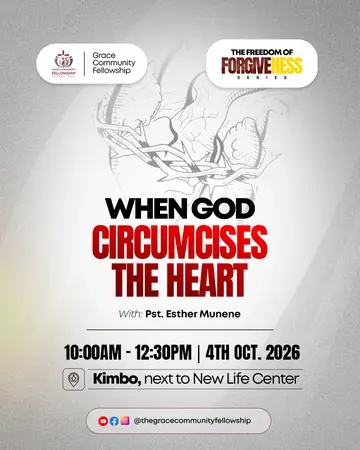 Grace
Community
Fellowship
THE FREEDOM OF
FORGIVENESS
SERIES
WHEN GOD
CIRCUMCISES
THE HEART
With: Pst. Esther Munene
10:00AM - 12:30PM | 4TH OCT. 2026
Kimbo, next to New Life Center
@thegracecommunityfellowship